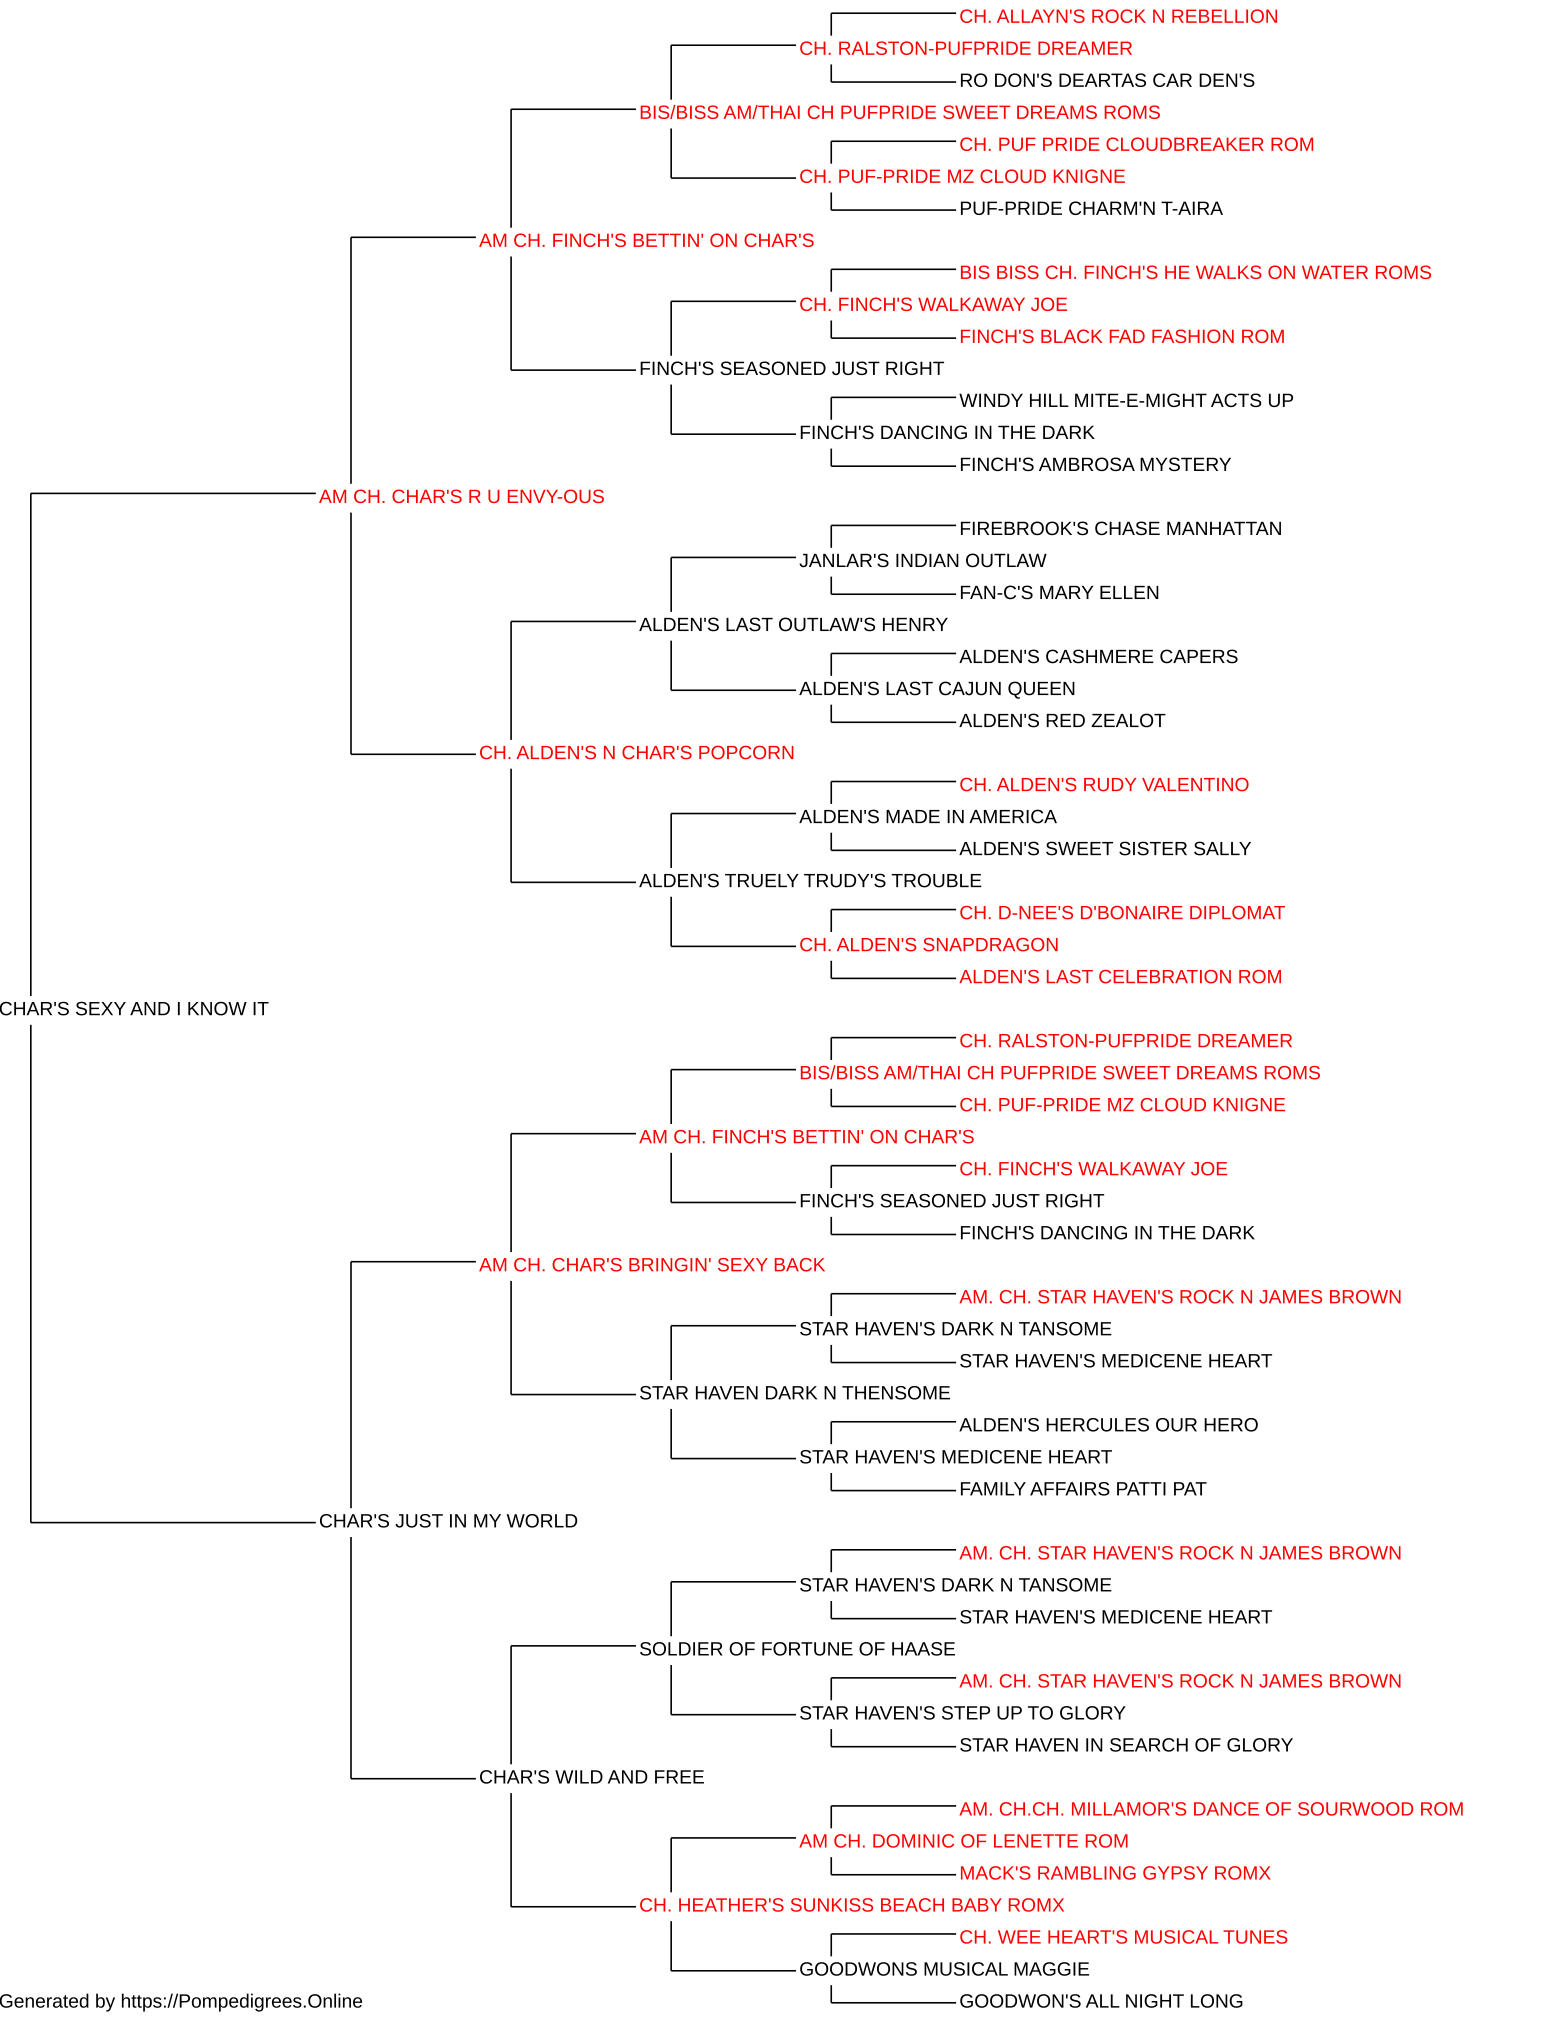 CH. ALLAYN'S ROCK N REBELLION
CH. RALSTON-PUFPRIDE DREAMER
RO DON'S DEARTAS CAR DEN'S
BIS/BISS AM/THAI CH PUFPRIDE SWEET DREAMS ROMS
CH. PUF PRIDE CLOUDBREAKER ROM
CH. PUF-PRIDE MZ CLOUD KNIGNE
PUF-PRIDE CHARM'N T-AIRA
AM CH. FINCH'S BETTIN' ON CHAR'S
BIS BISS CH. FINCH'S HE WALKS ON WATER ROMS
CH. FINCH'S WALKAWAY JOE
FINCH'S BLACK FAD FASHION ROM
FINCH'S SEASONED JUST RIGHT
WINDY HILL MITE-E-MIGHT ACTS UP
FINCH'S DANCING IN THE DARK
FINCH'S AMBROSA MYSTERY
AM CH. CHAR'S R U ENVY-OUS
FIREBROOK'S CHASE MANHATTAN
JANLAR'S INDIAN OUTLAW
FAN-C'S MARY ELLEN
ALDEN'S LAST OUTLAW'S HENRY
ALDEN'S CASHMERE CAPERS
ALDEN'S LAST CAJUN QUEEN
ALDEN'S RED ZEALOT
CH. ALDEN'S N CHAR'S POPCORN
CH. ALDEN'S RUDY VALENTINO
ALDEN'S MADE IN AMERICA
ALDEN'S SWEET SISTER SALLY
ALDEN'S TRUELY TRUDY'S TROUBLE
CH. D-NEE'S D'BONAIRE DIPLOMAT
CH. ALDEN'S SNAPDRAGON
ALDEN'S LAST CELEBRATION ROM
CHAR'S SEXY AND I KNOW IT
CH. RALSTON-PUFPRIDE DREAMER
BIS/BISS AM/THAI CH PUFPRIDE SWEET DREAMS ROMS
CH. PUF-PRIDE MZ CLOUD KNIGNE
AM CH. FINCH'S BETTIN' ON CHAR'S
CH. FINCH'S WALKAWAY JOE
FINCH'S SEASONED JUST RIGHT
FINCH'S DANCING IN THE DARK
AM CH. CHAR'S BRINGIN' SEXY BACK
AM. CH. STAR HAVEN'S ROCK N JAMES BROWN
STAR HAVEN'S DARK N TANSOME
STAR HAVEN'S MEDICENE HEART
STAR HAVEN DARK N THENSOME
ALDEN'S HERCULES OUR HERO
STAR HAVEN'S MEDICENE HEART
FAMILY AFFAIRS PATTI PAT
CHAR'S JUST IN MY WORLD
AM. CH. STAR HAVEN'S ROCK N JAMES BROWN
STAR HAVEN'S DARK N TANSOME
STAR HAVEN'S MEDICENE HEART
SOLDIER OF FORTUNE OF HAASE
AM. CH. STAR HAVEN'S ROCK N JAMES BROWN
STAR HAVEN'S STEP UP TO GLORY
STAR HAVEN IN SEARCH OF GLORY
CHAR'S WILD AND FREE
AM. CH.CH. MILLAMOR'S DANCE OF SOURWOOD ROM
AM CH. DOMINIC OF LENETTE ROM
MACK'S RAMBLING GYPSY ROMX
CH. HEATHER'S SUNKISS BEACH BABY ROMX
CH. WEE HEART'S MUSICAL TUNES
GOODWONS MUSICAL MAGGIE
GOODWON'S ALL NIGHT LONG
Generated by https://Pompedigrees.Online